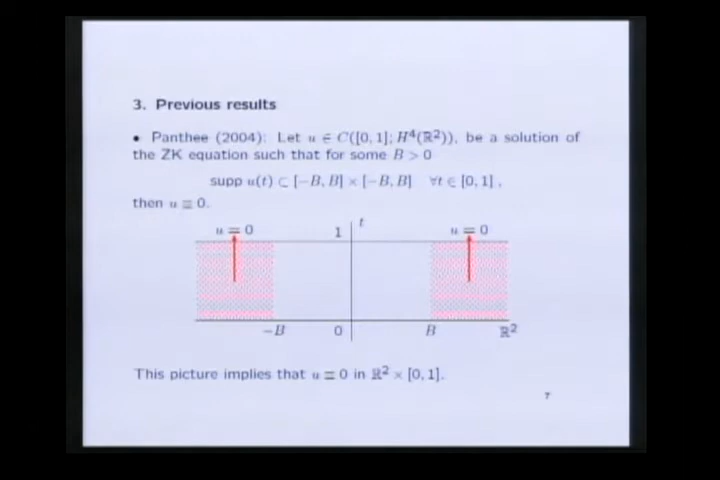 3. Previous results
• Panthee (2004): Let u ∈ C([0, 1]; H⁴(ℝ²)), be a solution of
the ZK equation such that for some B > 0
supp u(t) ⊂ [−B, B] × [−B, B] ∀t ∈ [0, 1] ,
then u ≡ 0.
u = 0 1 t u = 0
−B 0 B ℝ²
This picture implies that u ≡ 0 in ℝ² × [0, 1].
7